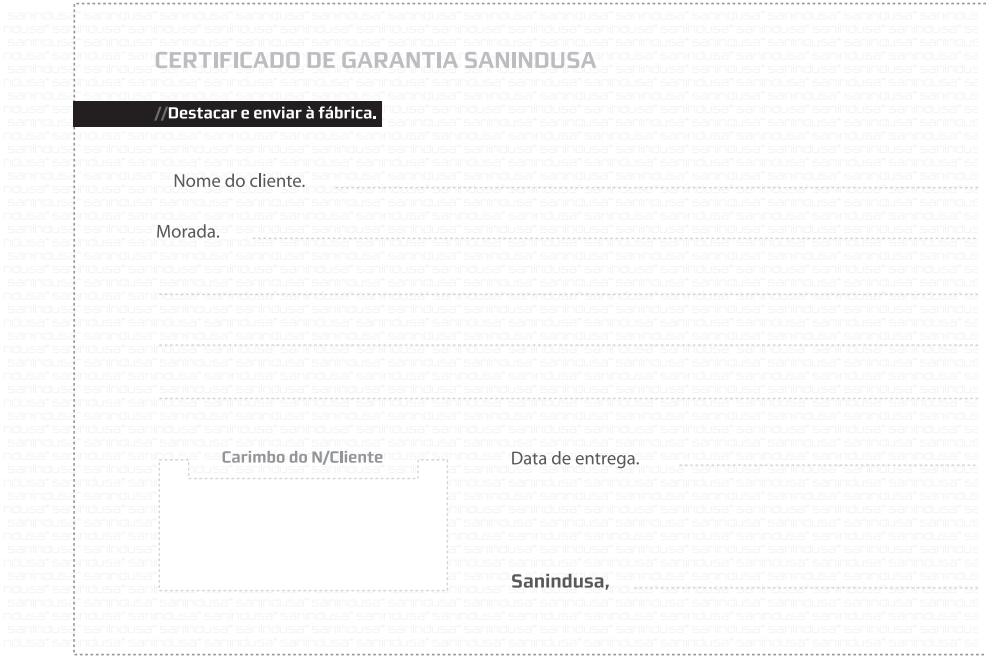 CERTIFICADO DE GARANTIA SANINDUSA
//Destacar e enviar à fábrica.
Nome do cliente.
Morada.
Carimbo do N/Cliente
Data de entrega.
Sanindusa,